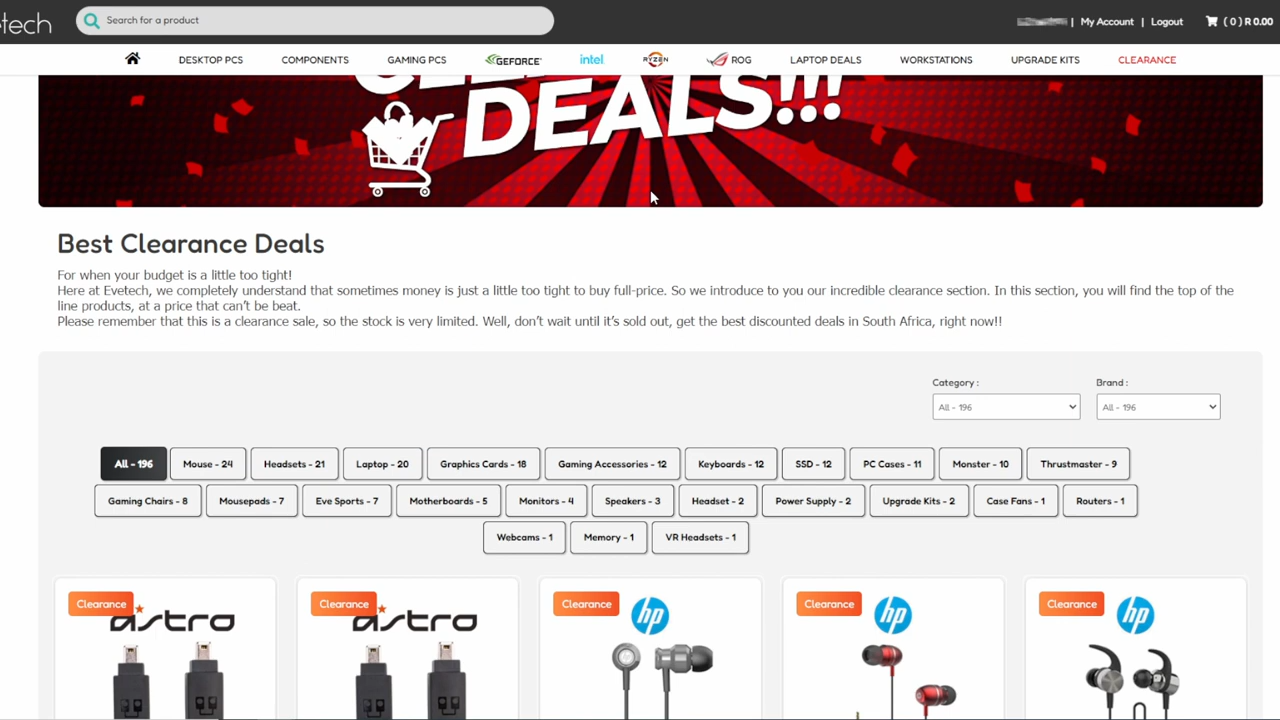 etech
Search for a product
| My Account | Logout
( 0 ) R 0.00
DESKTOP PCS
COMPONENTS
GAMING PCS
GEFORCE
intel
RYZEN
ROG
LAPTOP DEALS
WORKSTATIONS
UPGRADE KITS
CLEARANCE
DEALS!!!
Best Clearance Deals
For when your budget is a little too tight!
Here at Evetech, we completely understand that sometimes money is just a little too tight to buy full-price. So we introduce to you our incredible clearance section. In this section, you will find the top of the
line products, at a price that can't be beat.
Please remember that this is a clearance sale, so the stock is very limited. Well, don't wait until it's sold out, get the best discounted deals in South Africa, right now!!
Category :
Brand :
All - 196
All - 196
All - 196
Mouse - 24
Headsets - 21
Laptop - 20
Graphics Cards - 18
Gaming Accessories - 12
Keyboards - 12
SSD - 12
PC Cases - 11
Monster - 10
Thrustmaster - 9
Gaming Chairs - 8
Mousepads - 7
Eve Sports - 7
Motherboards - 5
Monitors - 4
Speakers - 3
Headset - 2
Power Supply - 2
Upgrade Kits - 2
Case Fans - 1
Routers - 1
Webcams - 1
Memory - 1
VR Headsets - 1
Clearance
astro
Clearance
astro
Clearance
hp
Clearance
hp
Clearance
hp